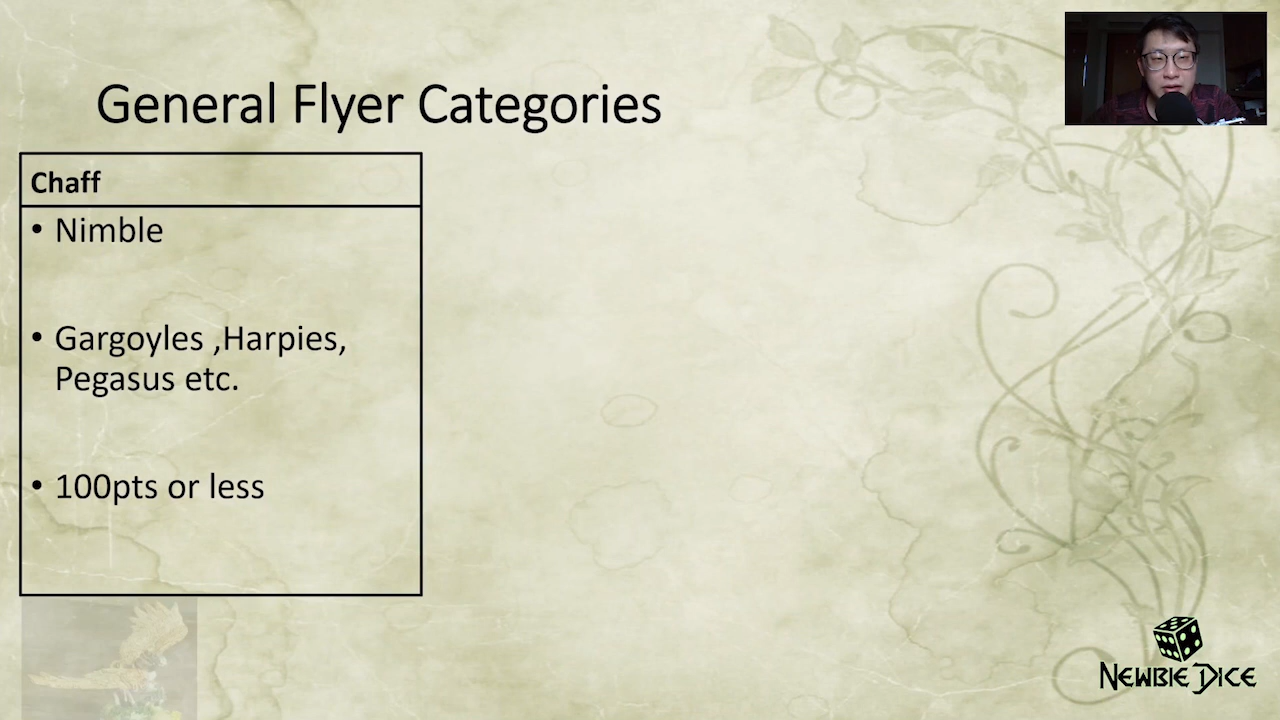 General Flyer Categories
Chaff
• Nimble
• Gargoyles ,Harpies,
Pegasus etc.
• 100pts or less
NEWBIE DICE